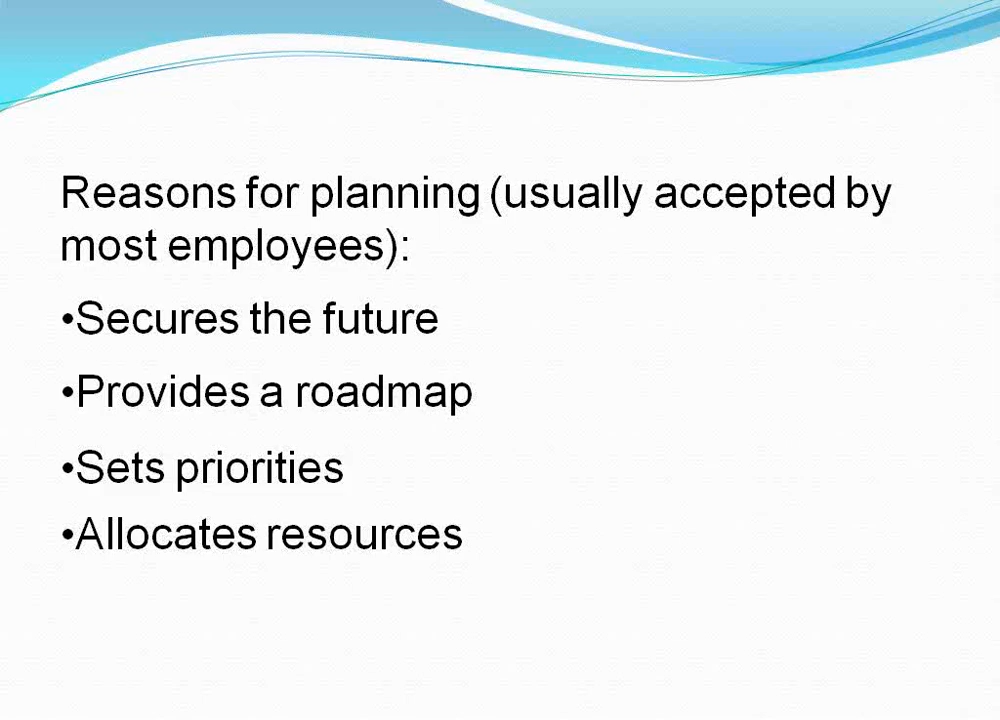 Reasons for planning (usually accepted by
most employees):
•Secures the future
•Provides a roadmap
•Sets priorities
•Allocates resources